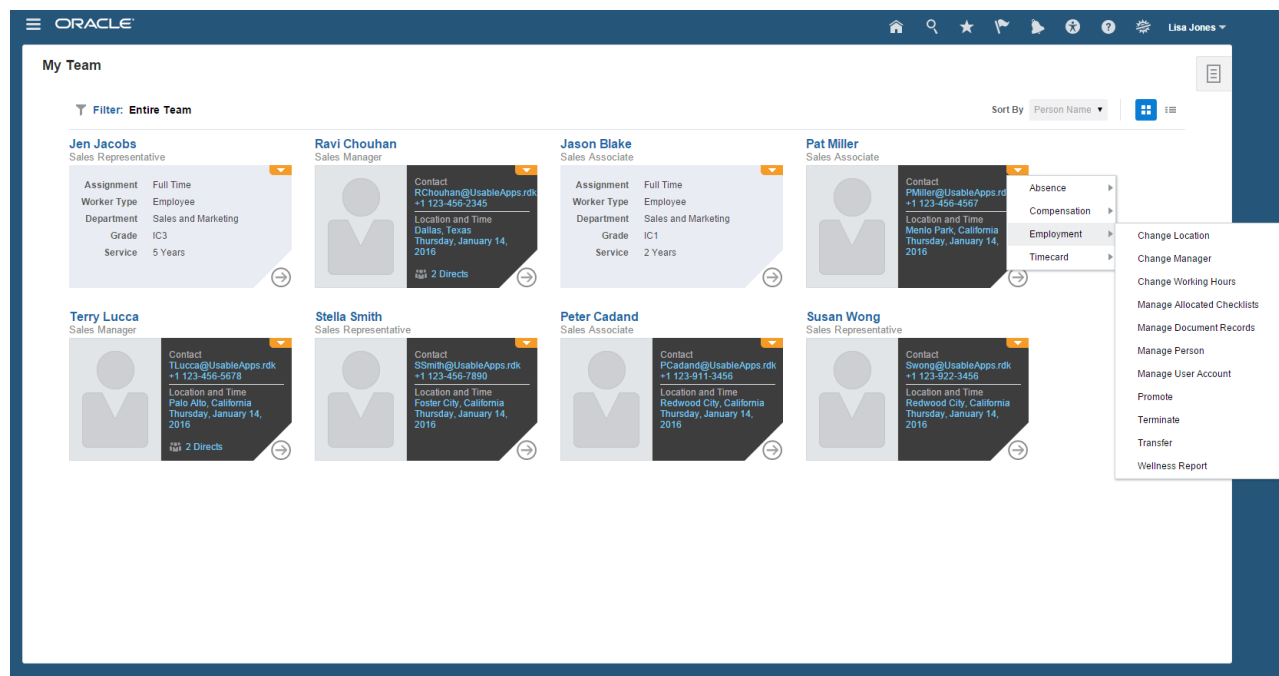 ORACLE
Lisa Jones
My Team
Filter: Entire Team
Sort By Person Name
Jen Jacobs
Sales Representative
Assignment Full Time
Worker Type Employee
Department Sales and Marketing
Grade IC3
Service 5 Years
Ravi Chouhan
Sales Manager
Contact
RChouhan@UsableApps.rdk
+1 123-456-2345
Location and Time
Dallas, Texas
Thursday, January 14,
2016
2 Directs
Jason Blake
Sales Associate
Assignment Full Time
Worker Type Employee
Department Sales and Marketing
Grade IC1
Service 2 Years
Pat Miller
Sales Associate
Contact
PMiller@UsableApps.rd
+1 123-456-4567
Location and Time
Menlo Park, California
Thursday, January 14,
2016
Absence
Compensation
Employment
Timecard
Change Location
Change Manager
Change Working Hours
Manage Allocated Checklists
Manage Document Records
Manage Person
Manage User Account
Promote
Terminate
Transfer
Wellness Report
Terry Lucca
Sales Manager
Contact
TLucca@UsableApps.rdk
+1 123-456-5678
Location and Time
Palo Alto, California
Thursday, January 14,
2016
2 Directs
Stella Smith
Sales Representative
Contact
SSmith@UsableApps.rdk
+1 123-456-7890
Location and Time
Foster City, California
Thursday, January 14,
2016
Peter Cadand
Sales Associate
Contact
PCadand@UsableApps.rdk
+1 123-911-3456
Location and Time
Redwood City, California
Thursday, January 14,
2016
Susan Wong
Sales Representative
Contact
Swong@UsableApps.rdk
+1 123-922-3456
Location and Time
Redwood City, California
Thursday, January 14,
2016